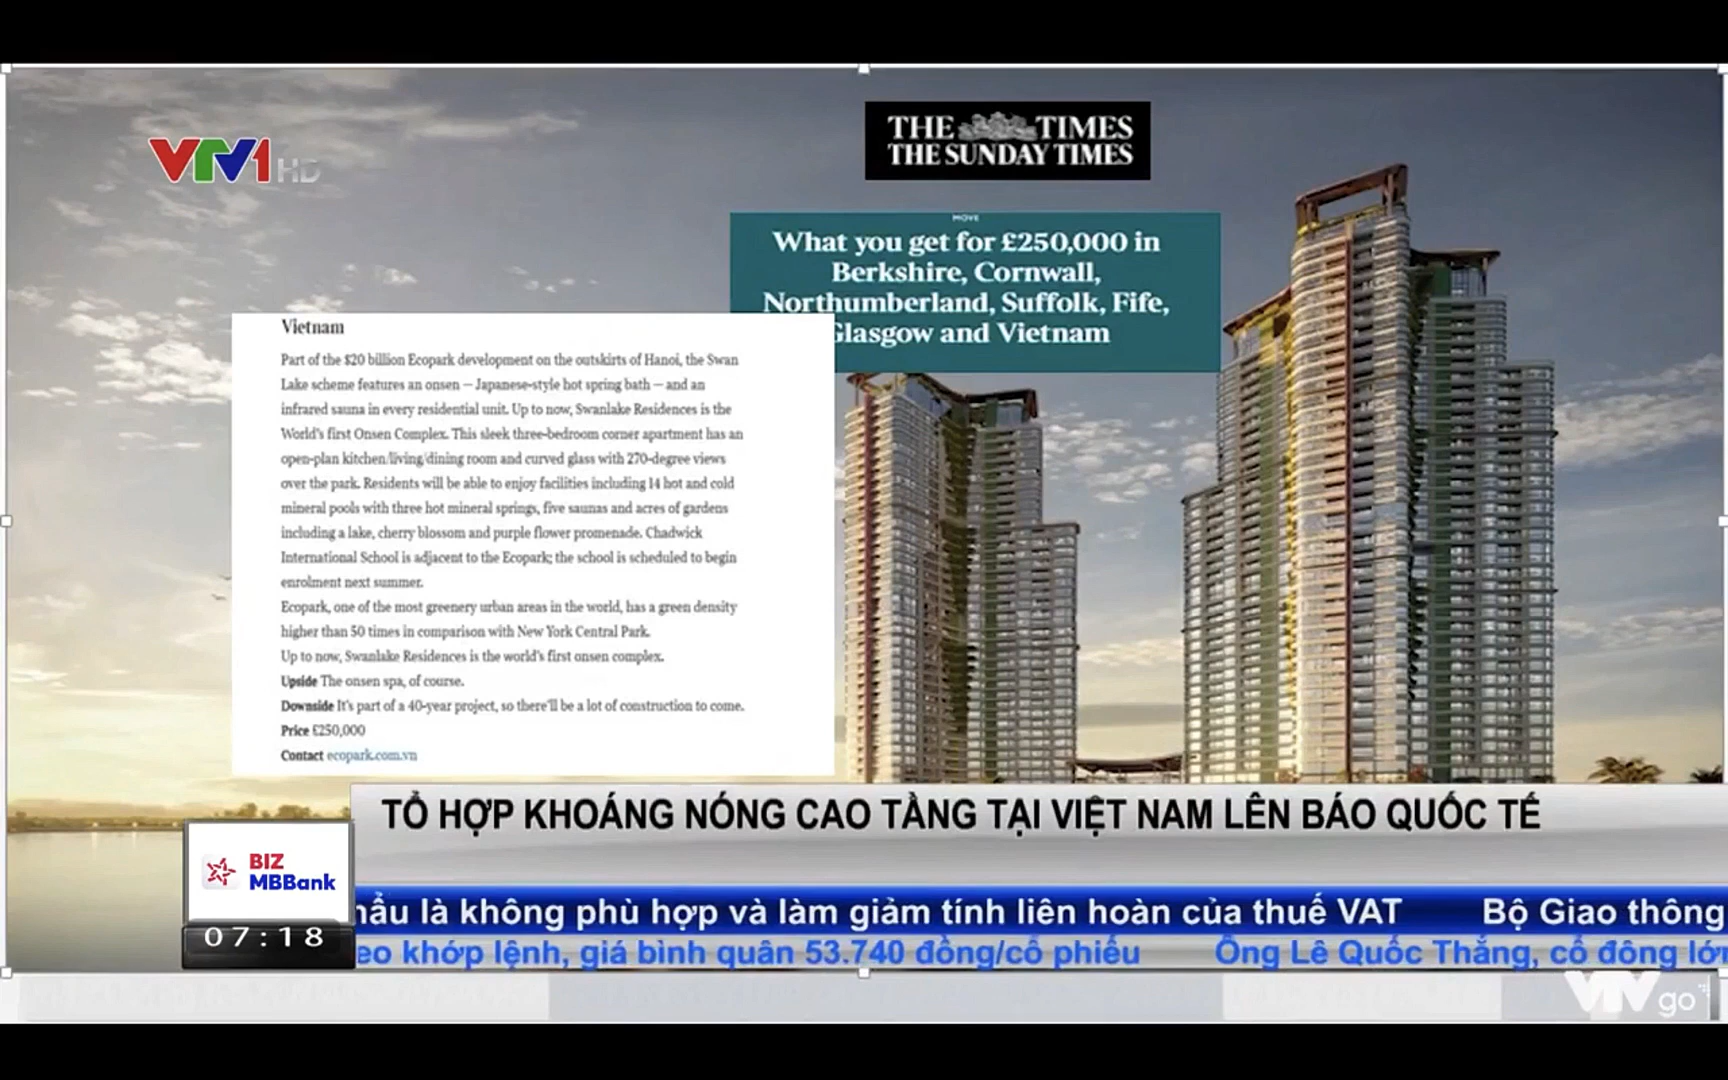 VTV1 HD
THE TIMES
THE SUNDAY TIMES
MOVE
What you get for £250,000 in
Berkshire, Cornwall,
Northumberland, Suffolk, Fife,
Glasgow and Vietnam
Vietnam
Part of the $20 billion Ecopark development on the outskirts of Hanoi, the Swan
Lake scheme features an onsen — Japanese-style hot spring bath — and an
infrared sauna in every residential unit. Up to now, Swanlake Residences is the
World's first Onsen Complex. This sleek three-bedroom corner apartment has an
open-plan kitchen/living/dining room and curved glass with 270-degree views
over the park. Residents will be able to enjoy facilities including 14 hot and cold
mineral pools with three hot mineral springs, five saunas and acres of gardens
including a lake, cherry blossom and purple flower promenade. Chadwick
International School is adjacent to the Ecopark; the school is scheduled to begin
enrolment next summer.
Ecopark, one of the most greenery urban areas in the world, has a green density
higher than 50 times in comparison with New York Central Park.
Up to now, Swanlake Residences is the world's first onsen complex.
Upside The onsen spa, of course.
Downside It's part of a 40-year project, so there'll be a lot of construction to come.
Price £250,000
Contact ecopark.com.vn
TỔ HỢP KHOÁNG NÓNG CAO TẦNG TẠI VIỆT NAM LÊN BÁO QUỐC TẾ
BIZ
MBBank
07:18
hẩu là không phù hợp và làm giảm tính liên hoàn của thuế VAT Bộ Giao thông
eo khớp lệnh, giá bình quân 53.740 đồng/cổ phiếu Ông Lê Quốc Thắng, cổ đông lớn
VTVgo